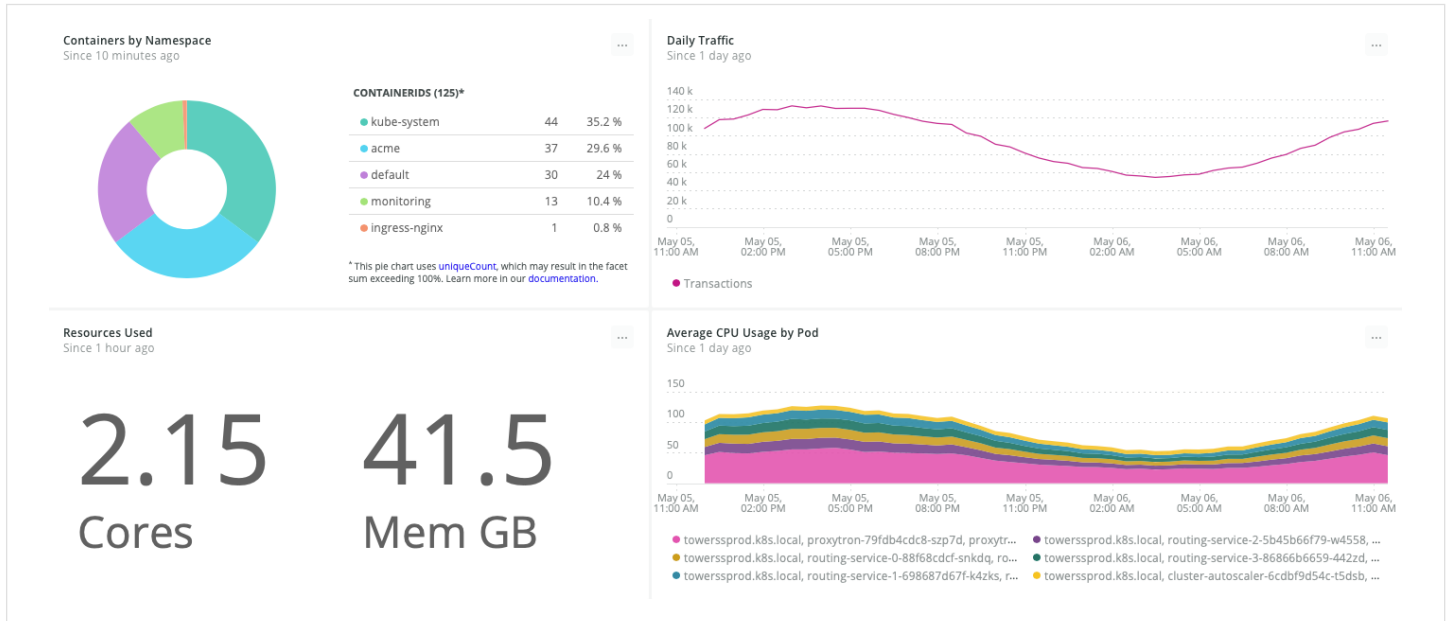 Containers by Namespace
Since 10 minutes ago
...
CONTAINERIDS (125)*
kube-system 44 35.2 %
acme 37 29.6 %
default 30 24 %
monitoring 13 10.4 %
ingress-nginx 1 0.8 %
* This pie chart uses uniqueCount, which may result in the facet
sum exceeding 100%. Learn more in our documentation.
Daily Traffic
Since 1 day ago
...
140 k
120 k
100 k
80 k
60 k
40 k
20 k
0
May 05, May 05, May 05, May 05, May 05, May 06, May 06, May 06, May 06,
11:00 AM 02:00 PM 05:00 PM 08:00 PM 11:00 PM 02:00 AM 05:00 AM 08:00 AM 11:00 AM
Transactions
Resources Used
Since 1 hour ago
...
2.15 41.5
Cores Mem GB
Average CPU Usage by Pod
Since 1 day ago
...
150
100
50
0
May 05, May 05, May 05, May 05, May 05, May 06, May 06, May 06, May 06,
11:00 AM 02:00 PM 05:00 PM 08:00 PM 11:00 PM 02:00 AM 05:00 AM 08:00 AM 11:00 AM
towerssprod.k8s.local, proxytron-79fdb4cdc8-szp7d, proxytr... towerssprod.k8s.local, routing-service-2-5b45b66f79-w4558, ...
towerssprod.k8s.local, routing-service-0-88f68cdcf-snkdq, ro... towerssprod.k8s.local, routing-service-3-86866b6659-442zd, ...
towerssprod.k8s.local, routing-service-1-698687d67f-k4zks, r... towerssprod.k8s.local, cluster-autoscaler-6cdbf9d54c-t5dsb, ...